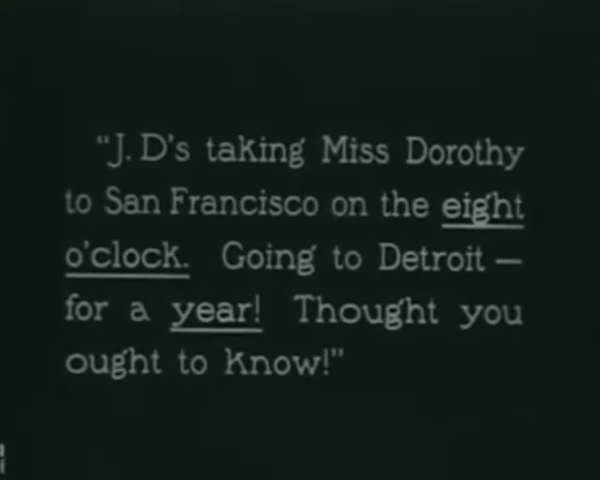 "J. D's taking Miss Dorothy
to San Francisco on the eight
o'clock. Going to Detroit —
for a year! Thought you
ought to know!"